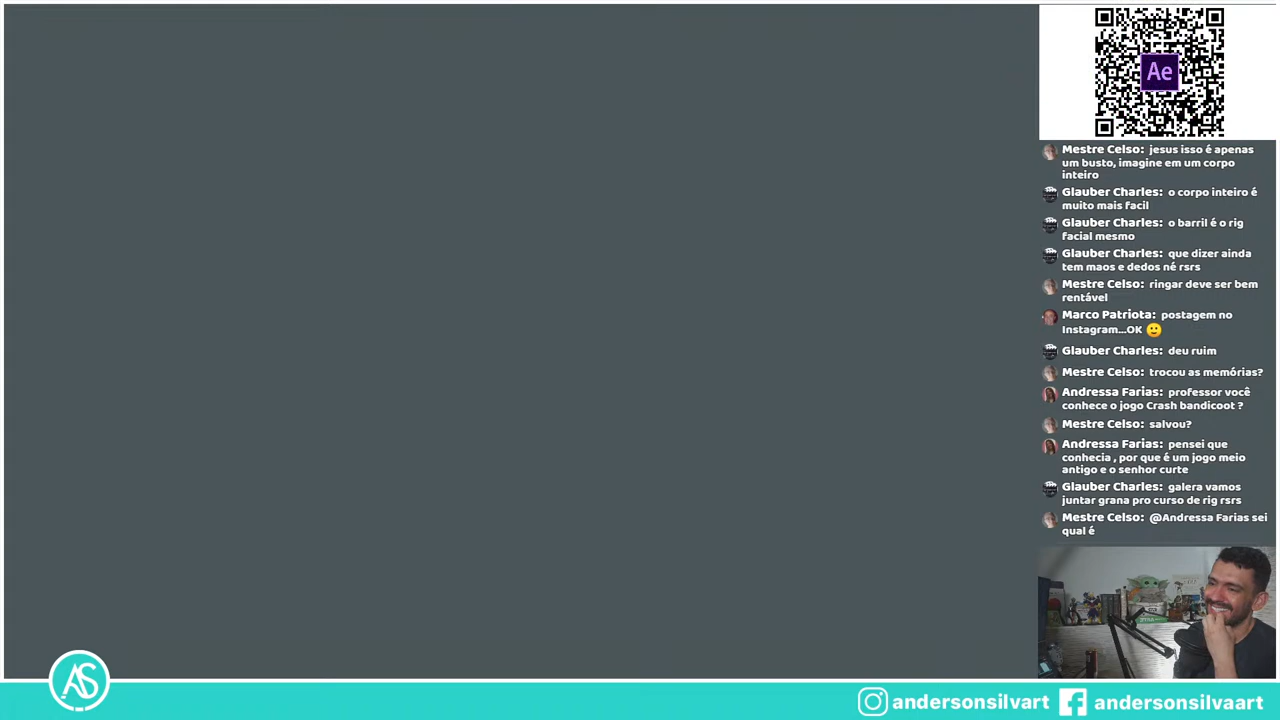 Ae
Mestre Celso: jesus isso é apenas
um busto, imagine em um corpo
inteiro
Glauber Charles: o corpo inteiro é
muito mais facil
Glauber Charles: o barril é o rig
facial mesmo
Glauber Charles: que dizer ainda
tem maos e dedos né rsrs
Mestre Celso: ringar deve ser bem
rentável
Marco Patriota: postagem no
Instagram...OK 🙂
Glauber Charles: deu ruim
Mestre Celso: trocou as memórias?
Andressa Farias: professor você
conhece o jogo Crash bandicoot ?
Mestre Celso: salvou?
Andressa Farias: pensei que
conhecia , por que é um jogo meio
antigo e o senhor curte
Glauber Charles: galera vamos
juntar grana pro curso de rig rsrs
Mestre Celso: @Andressa Farias sei
qual é
AS
andersonsilvart
andersonsilvaart